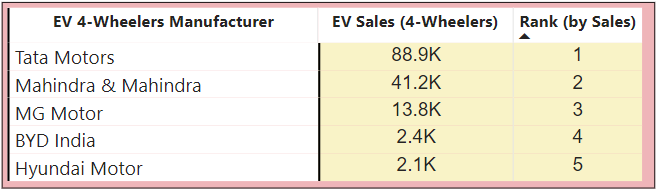 EV 4-Wheelers Manufacturer EV Sales (4-Wheelers) Rank (by Sales)
Tata Motors 88.9K 1
Mahindra & Mahindra 41.2K 2
MG Motor 13.8K 3
BYD India 2.4K 4
Hyundai Motor 2.1K 5